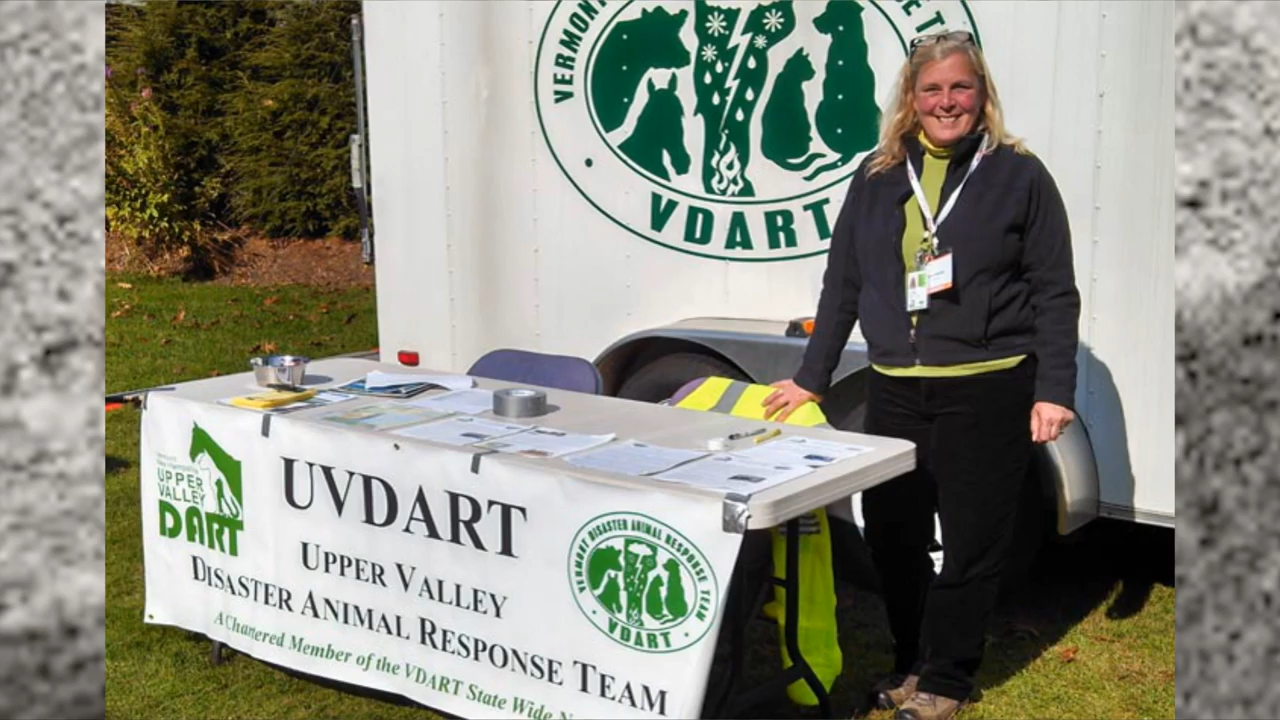 VERMONT
VDART
Upper Valley
DART
UVDART
Upper Valley
Disaster Animal Response Team
A Chartered Member of the VDART State Wide
VERMONT DISASTER ANIMAL RESPONSE TEAM
VDART